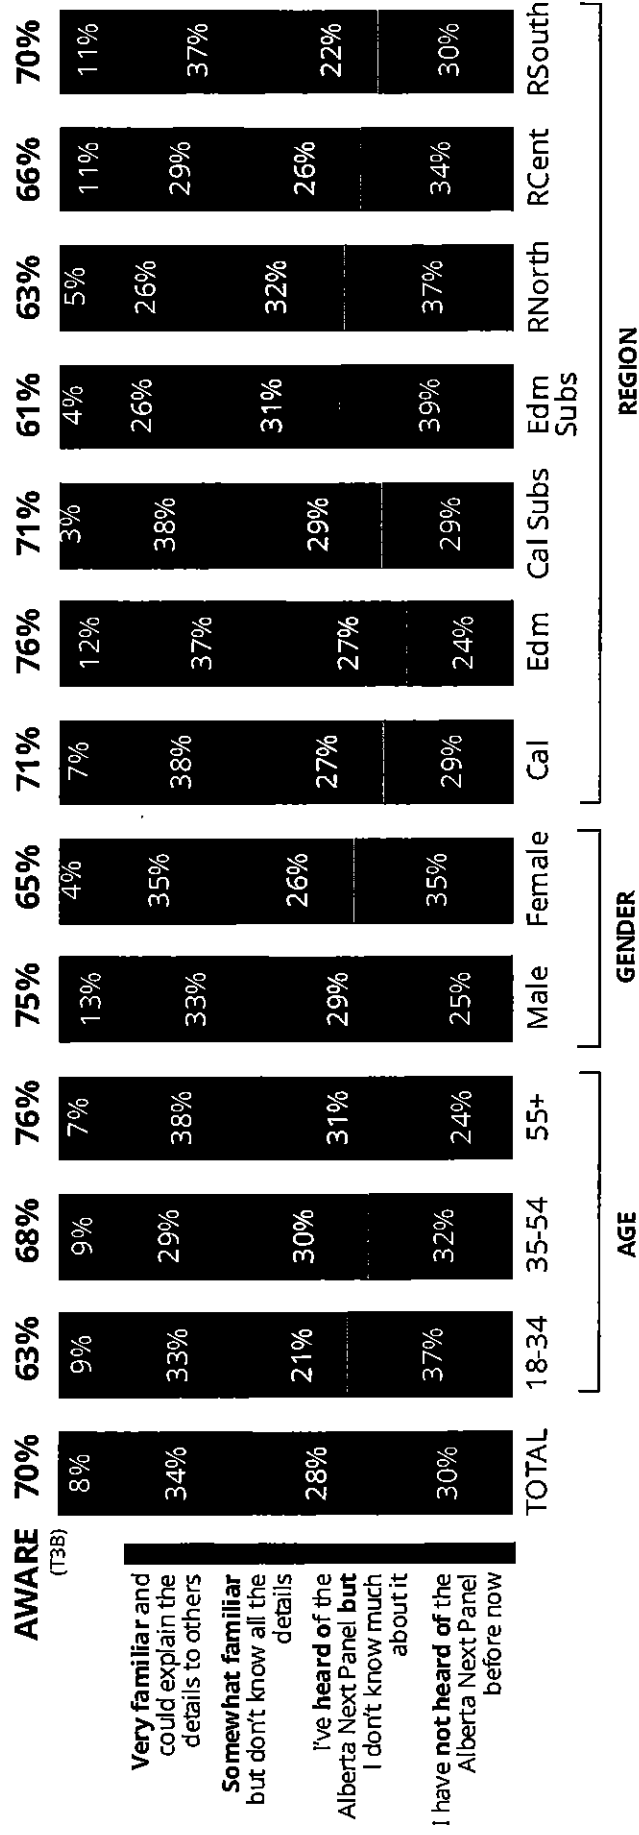 AWARE 70% 63% 68% 76% 75% 65% 71% 76% 71% 61% 63% 66% 70%
(T3B)
Very familiar and
could explain the
details to others
8% 9% 9% 7% 13% 4% 7% 12% 3% 4% 5% 11% 11%
Somewhat familiar
but don't know all the
details
34% 33% 29% 38% 33% 35% 38% 37% 38% 26% 26% 29% 37%
I've heard of the
Alberta Next Panel but
I don't know much
about it
28% 21% 30% 31% 29% 26% 27% 27% 29% 31% 32% 26% 22%
I have not heard of the
Alberta Next Panel
before now
30% 37% 32% 24% 25% 35% 29% 24% 29% 39% 37% 34% 30%
TOTAL 18-34 35-54 55+ Male Female Cal Edm Cal Subs Edm Subs RNorth RCent RSouth
AGE GENDER REGION